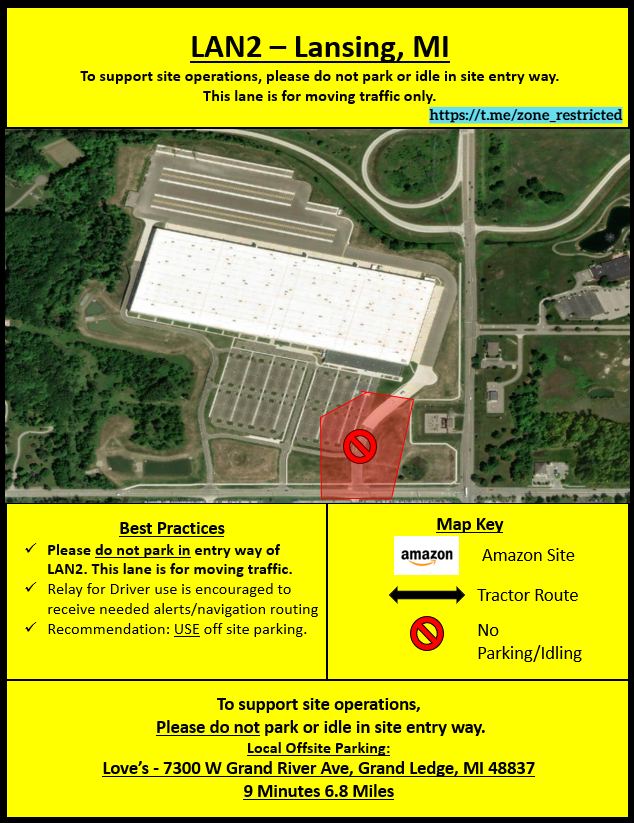 LAN2 – Lansing, MI
To support site operations, please do not park or idle in site entry way.
This lane is for moving traffic only.
https://t.me/zone_restricted
Best Practices
✓ Please do not park in entry way of
LAN2. This lane is for moving traffic.
✓ Relay for Driver use is encouraged to
receive needed alerts/navigation routing
✓ Recommendation: USE off site parking.
Map Key
amazon
Amazon Site
Tractor Route
No
Parking/Idling
To support site operations,
Please do not park or idle in site entry way.
Local Offsite Parking:
Love's - 7300 W Grand River Ave, Grand Ledge, MI 48837
9 Minutes 6.8 Miles